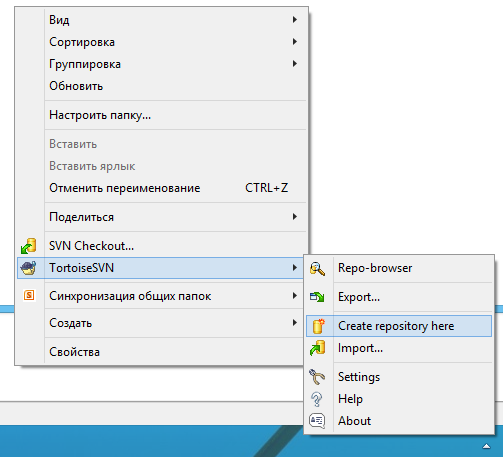 Вид
Сортировка
Группировка
Обновить
Настроить папку...
Вставить
Вставить ярлык
Отменить переименование CTRL+Z
Поделиться
SVN Checkout...
TortoiseSVN
Синхронизация общих папок
Создать
Свойства
Repo-browser
Export...
Create repository here
Import...
Settings
Help
About